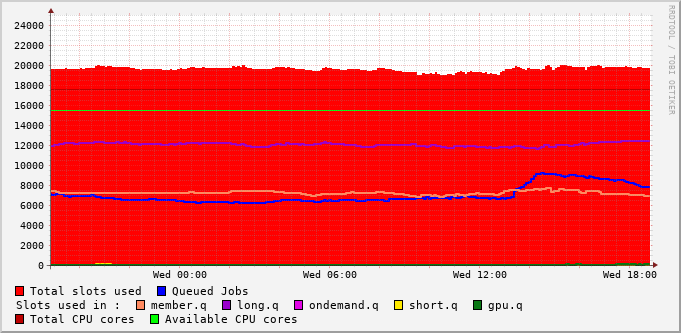 24000
22000
20000
18000
16000
14000
12000
10000
8000
6000
4000
2000
0
Wed 00:00 Wed 06:00 Wed 12:00 Wed 18:00
Total slots used Queued Jobs
Slots used in : member.q long.q ondemand.q short.q gpu.q
Total CPU cores Available CPU cores
RRDTOOL / TOBI OETIKER